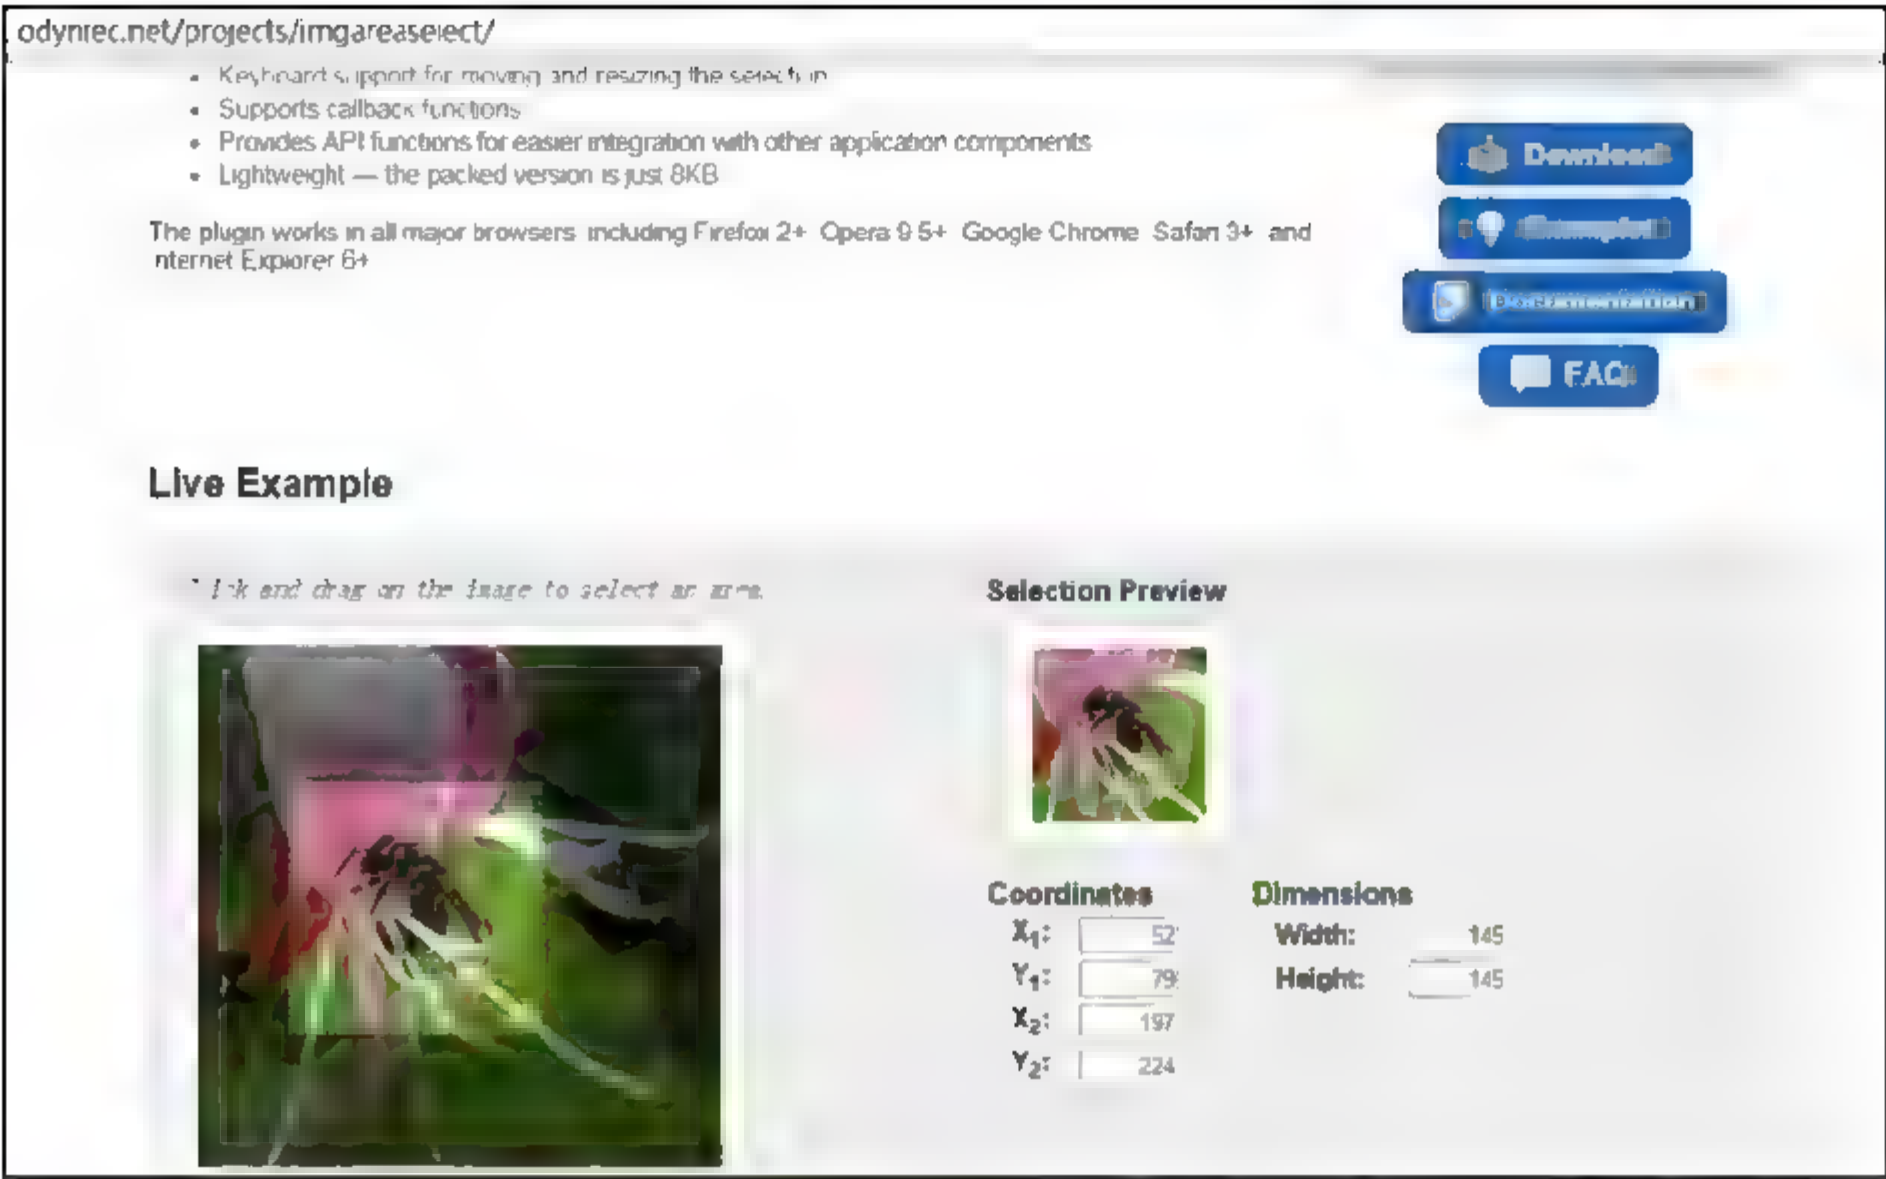 odyniec.net/projects/imgareaselect/
Keyboard support for moving and resizing the selection
Supports callback functions
Provides API functions for easier integration with other application components
Lightweight — the packed version is just 8KB
The plugin works in all major browsers including Firefox 2+ Opera 9.5+ Google Chrome Safari 3+ and
Internet Explorer 6+
Download
Documentation
FAQ
Live Example
Click and drag on the image to select an area.
Selection Preview
Coordinates Dimensions
X1: 52 Width: 145
Y1: 79 Height: 145
X2: 197
Y2: 224